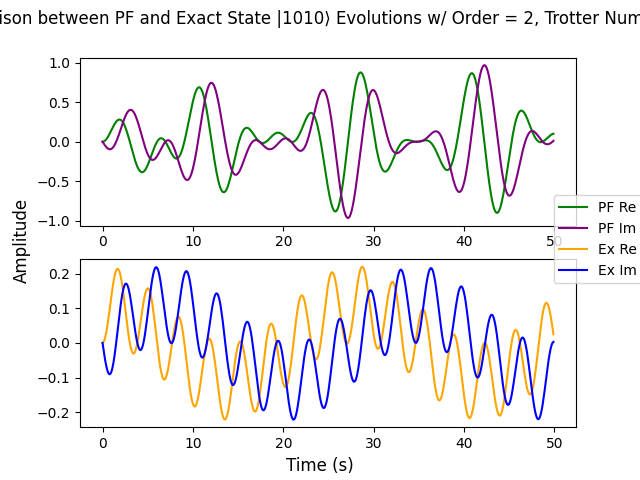 ison between PF and Exact State |1010⟩ Evolutions w/ Order = 2, Trotter Num
1.0
0.5
0.0
−0.5
−1.0
0 10 20 30 40 50
PF Re
PF Im
Ex Re
Ex Im
Amplitude
0.2
0.1
0.0
−0.1
−0.2
0 10 20 30 40 50
Time (s)